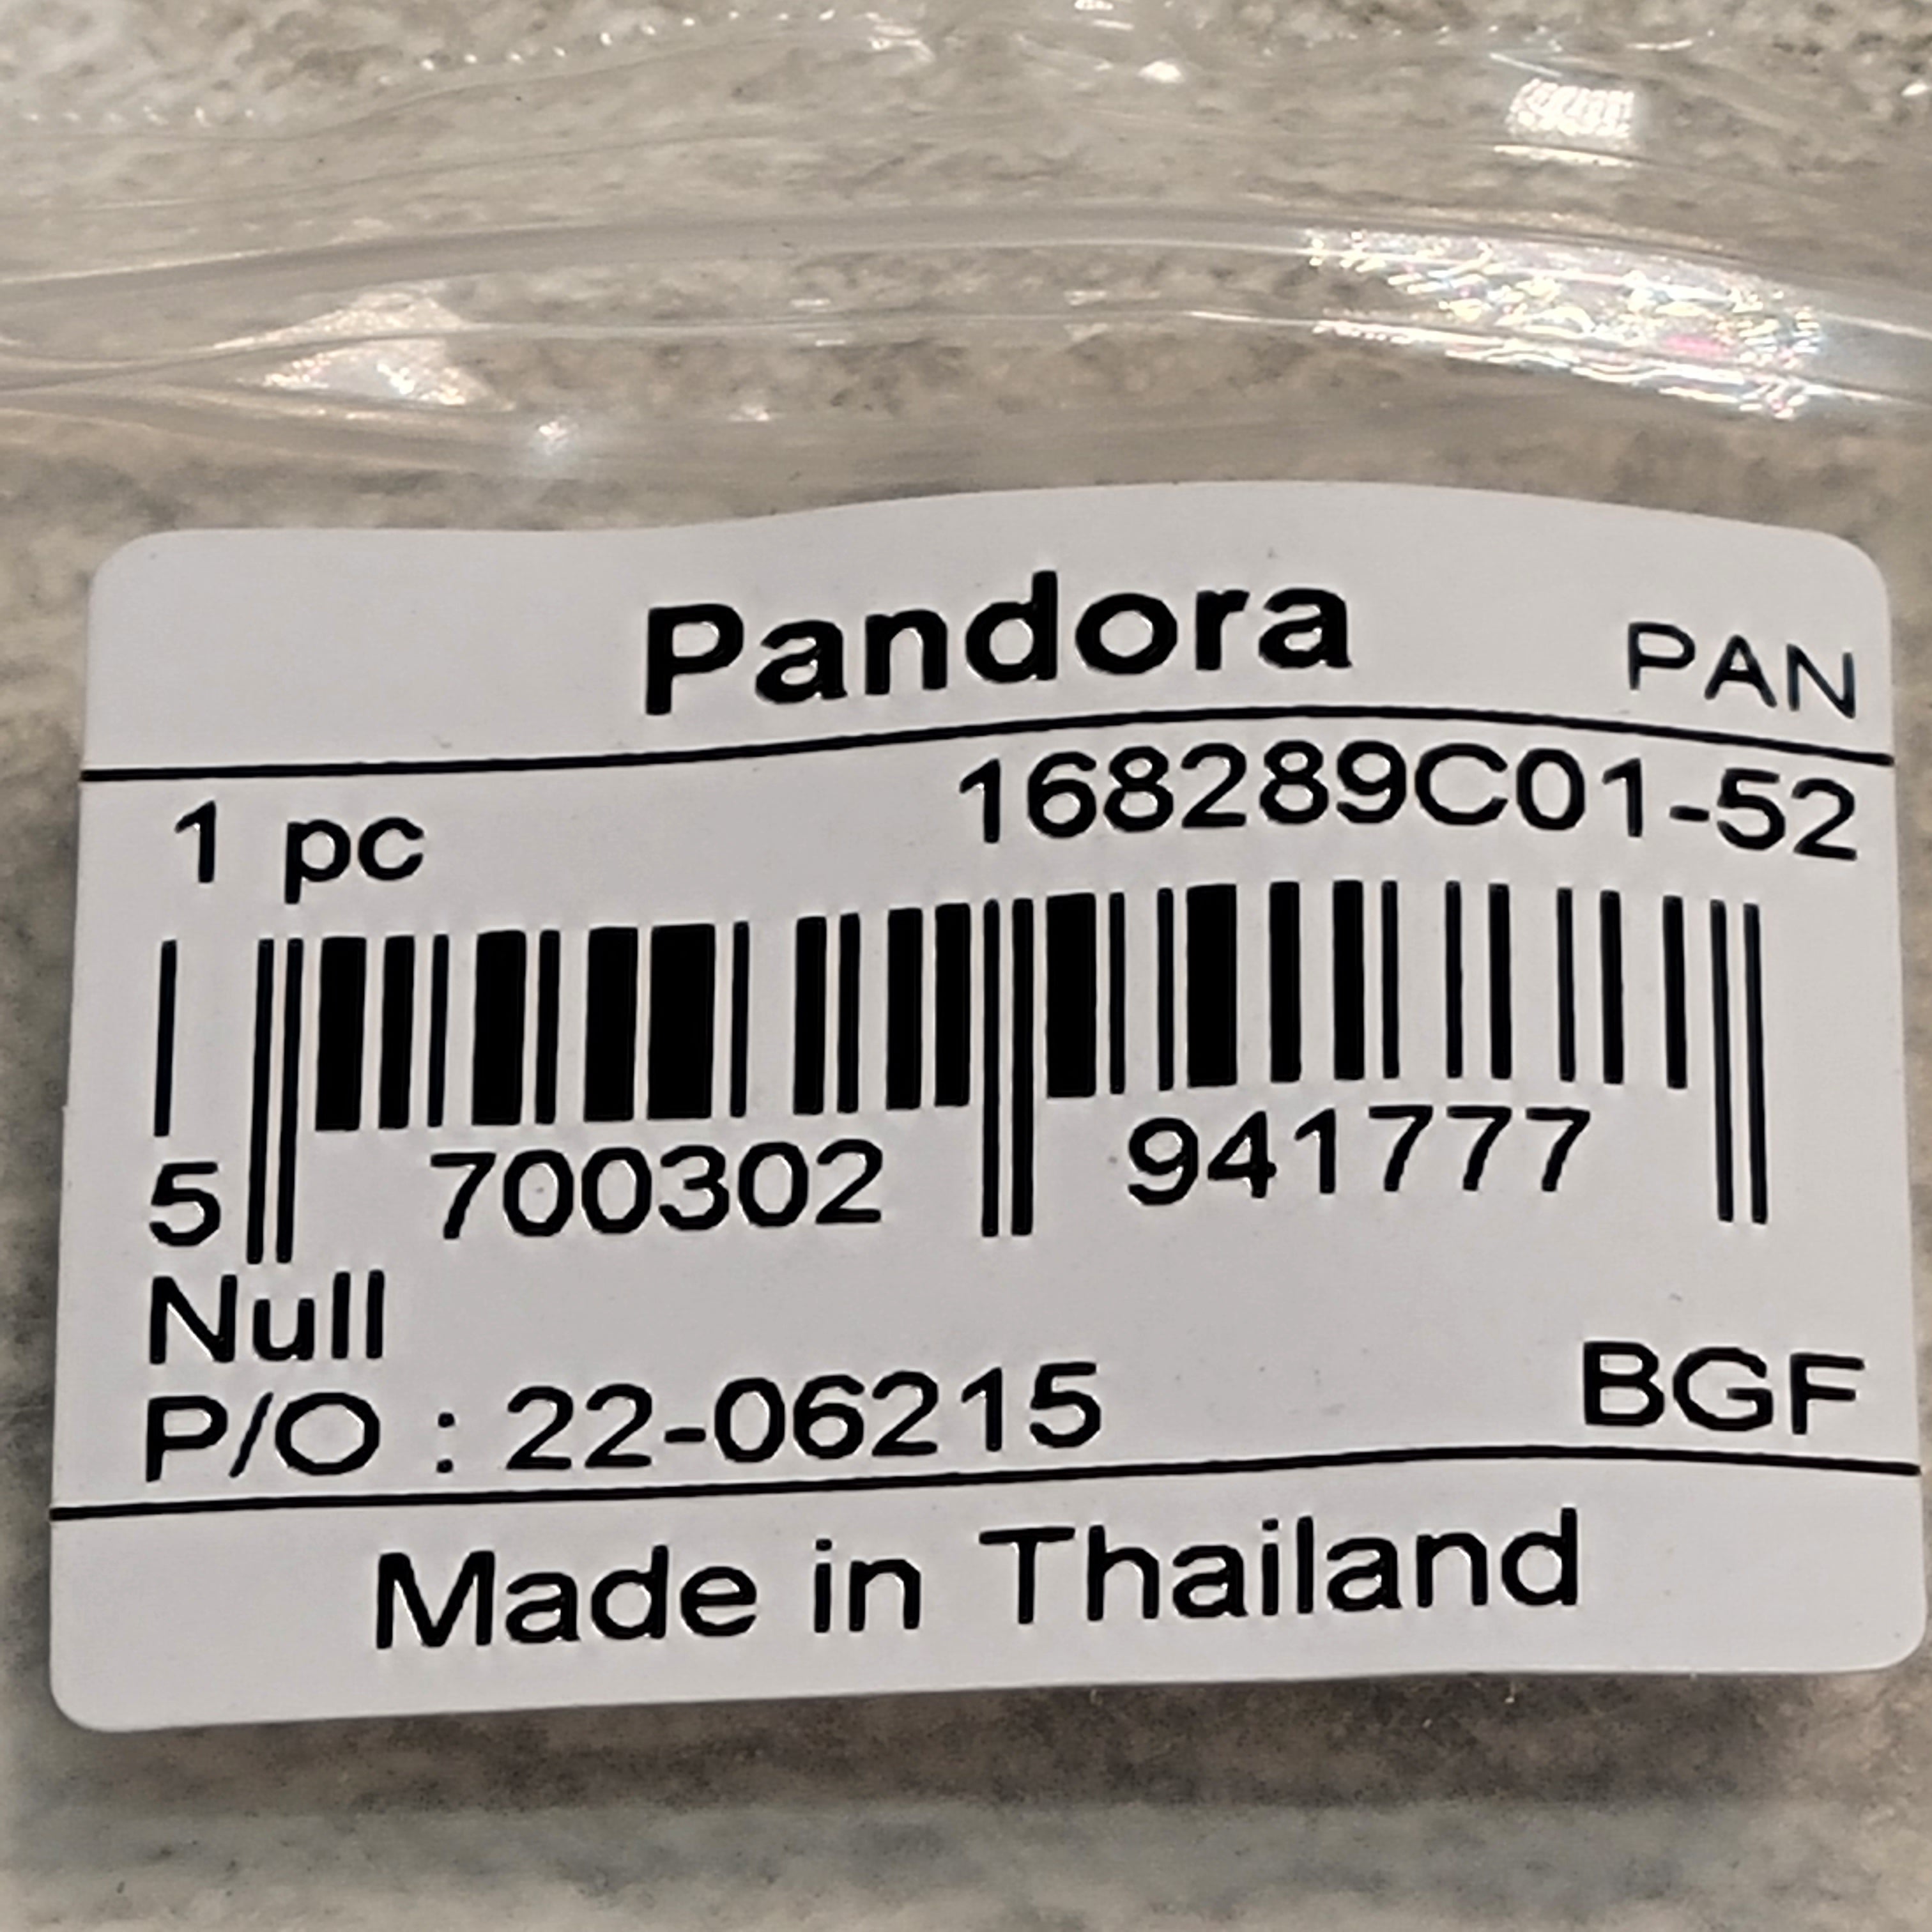 Pandora PAN
1 pc 168289C01-52
5 700302 941777
Null
P/O : 22-06215 BGF
Made in Thailand